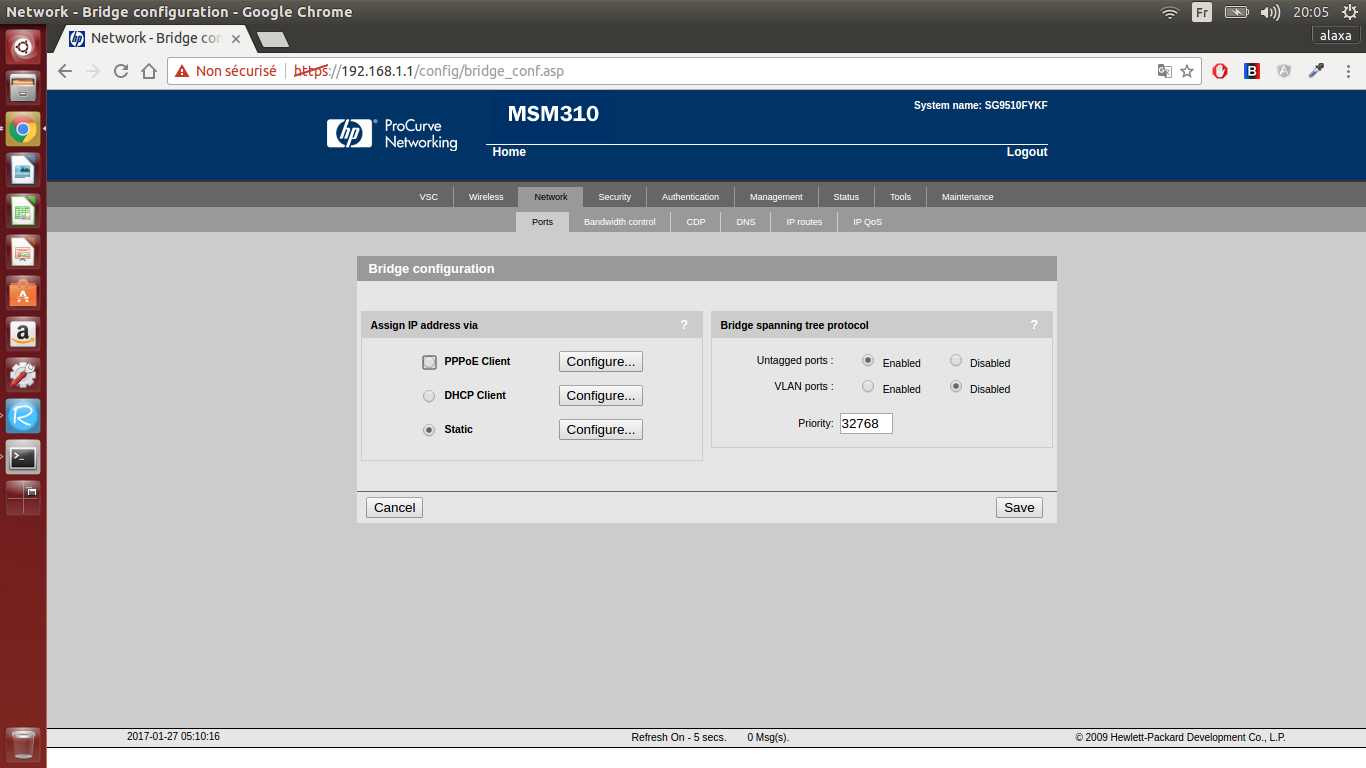 Network - Bridge configuration - Google Chrome
Fr
20:05
Network - Bridge con
alaxa
Non sécurisé
https://192.168.1.1/config/bridge_conf.asp
hp
ProCurve
Networking
MSM310
System name: SG9510FYKF
Home
Logout
VSC
Wireless
Network
Security
Authentication
Management
Status
Tools
Maintenance
Ports
Bandwidth control
CDP
DNS
IP routes
IP QoS
Bridge configuration
Assign IP address via
?
PPPoE Client
Configure...
DHCP Client
Configure...
Static
Configure...
Bridge spanning tree protocol
?
Untagged ports :
Enabled
Disabled
VLAN ports :
Enabled
Disabled
Priority:
32768
Cancel
Save
2017-01-27 05:10:16
Refresh On - 5 secs.
0 Msg(s).
© 2009 Hewlett-Packard Development Co., L.P.